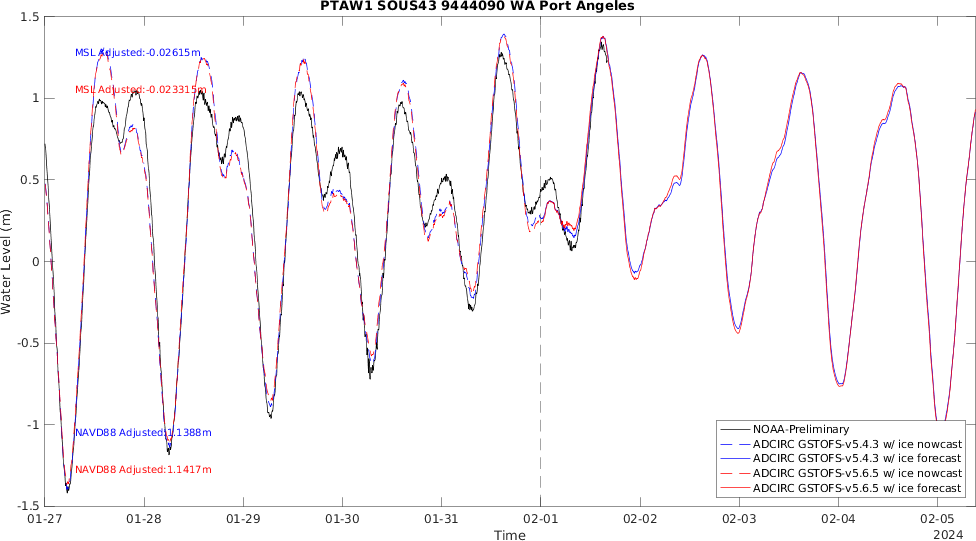 PTAW1 SOUS43 9444090 WA Port Angeles
1.5
MSL Adjusted:-0.02615m
MSL Adjusted:-0.023315m
1
0.5
0
-0.5
-1
-1.5
Water Level (m)
NAVD88 Adjusted:1.1388m
NAVD88 Adjusted:1.1417m
NOAA-Preliminary
ADCIRC GSTOFS-v5.4.3 w/ ice nowcast
ADCIRC GSTOFS-v5.4.3 w/ ice forecast
ADCIRC GSTOFS-v5.6.5 w/ ice nowcast
ADCIRC GSTOFS-v5.6.5 w/ ice forecast
01-27 01-28 01-29 01-30 01-31 02-01 02-02 02-03 02-04 02-05
Time
2024